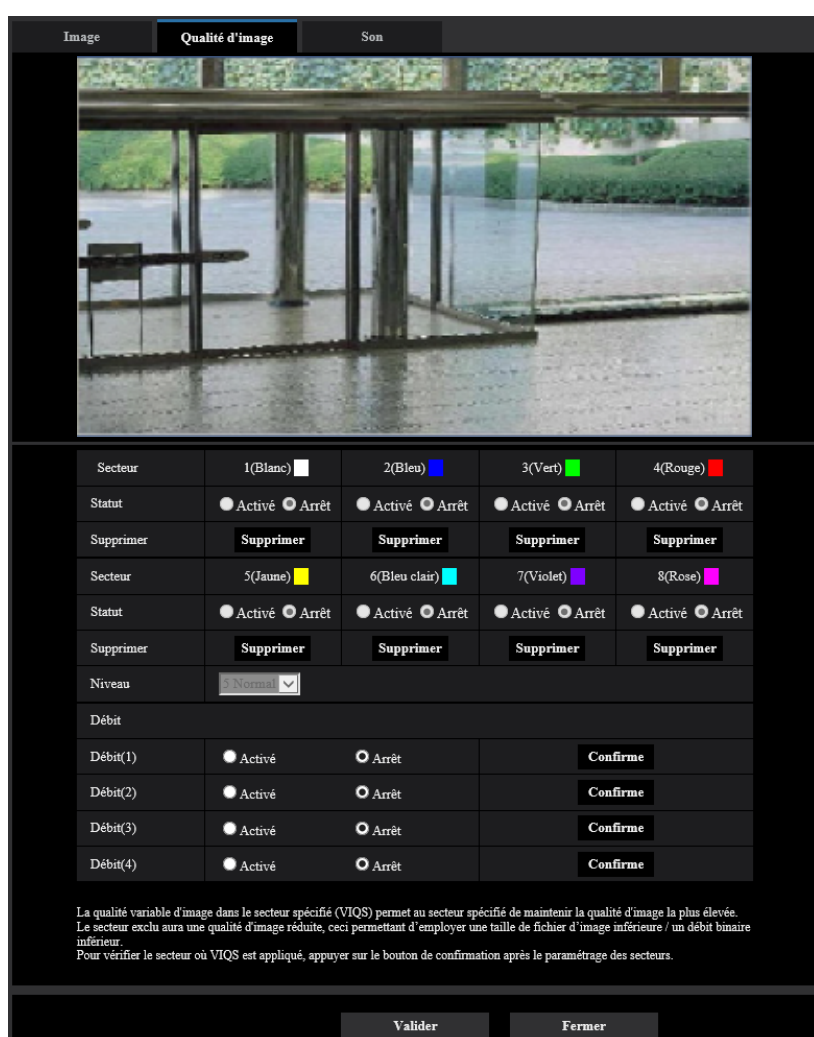 Image Qualité d'image Son
Secteur 1(Blanc) 2(Bleu) 3(Vert) 4(Rouge)
Statut Activé Arrêt Activé Arrêt Activé Arrêt Activé Arrêt
Supprimer Supprimer Supprimer Supprimer Supprimer
Secteur 5(Jaune) 6(Bleu clair) 7(Violet) 8(Rose)
Statut Activé Arrêt Activé Arrêt Activé Arrêt Activé Arrêt
Supprimer Supprimer Supprimer Supprimer Supprimer
Niveau 5 Normal
Débit
Débit(1) Activé Arrêt Confirme
Débit(2) Activé Arrêt Confirme
Débit(3) Activé Arrêt Confirme
Débit(4) Activé Arrêt Confirme
La qualité variable d'image dans le secteur spécifié (VIQS) permet au secteur spécifié de maintenir la qualité d'image la plus élevée.
Le secteur exclu aura une qualité d'image réduite, ceci permettant d’employer une taille de fichier d’image inférieure / un débit binaire
inférieur.
Pour vérifier le secteur où VIQS est appliqué, appuyer sur le bouton de confirmation après le paramétrage des secteurs.
Valider Fermer